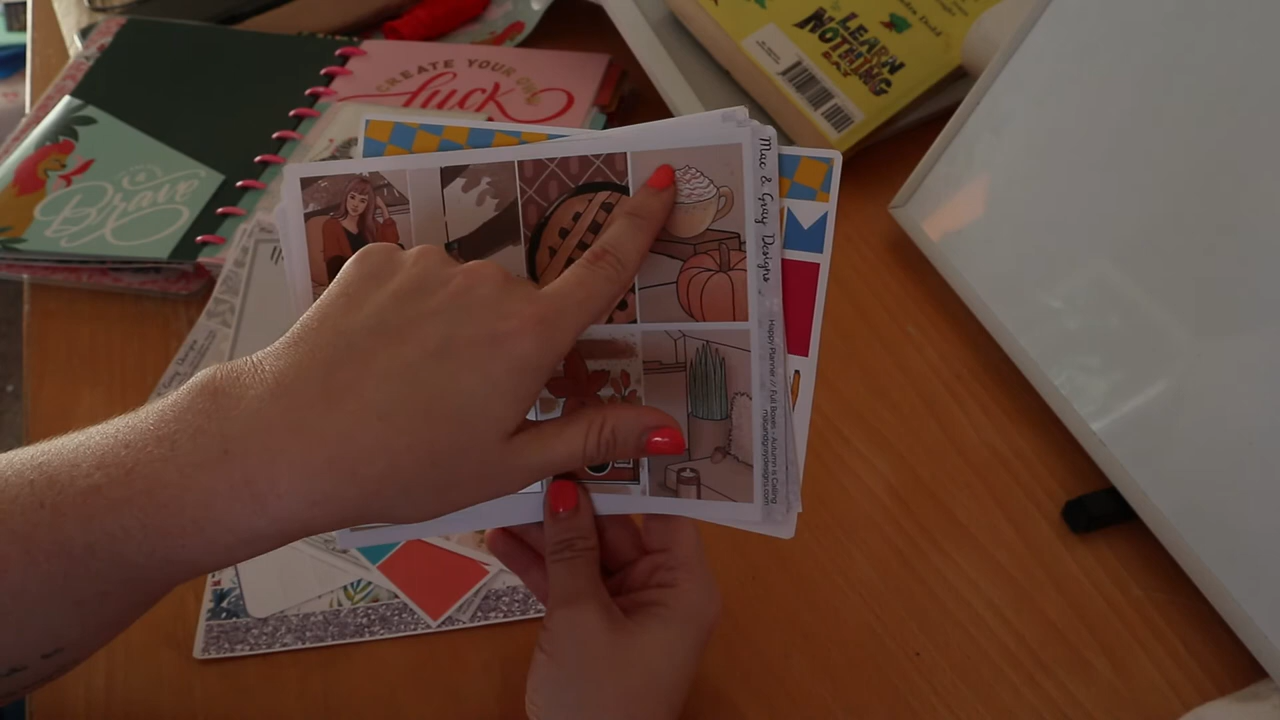 CREATE YOUR OWN
luck
Brave
LEARN
NOTHING
DAY
Mac & Gray Designs
Happy Planner // Full Boxes - Autumn is Calling
macandgraydesigns.com